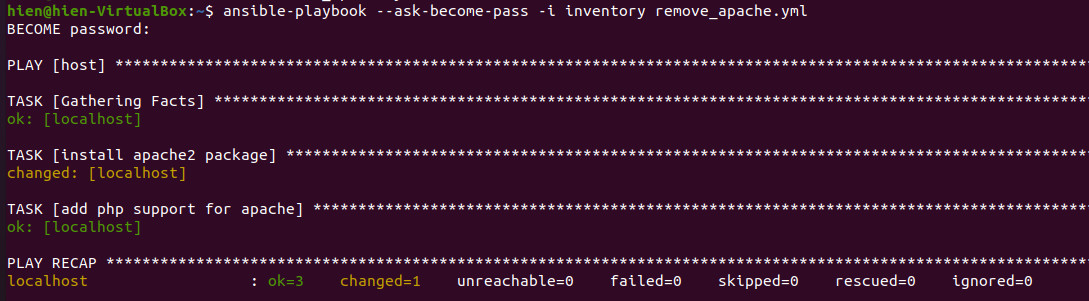 hien@hien-VirtualBox:~$ ansible-playbook --ask-become-pass -i inventory remove_apache.yml
BECOME password:
PLAY [host] *****************************************************************************************************************
TASK [Gathering Facts] ******************************************************************************************************
ok: [localhost]
TASK [install apache2 package] **********************************************************************************************
changed: [localhost]
TASK [add php support for apache] *******************************************************************************************
ok: [localhost]
PLAY RECAP ******************************************************************************************************************
localhost                  : ok=3    changed=1    unreachable=0    failed=0    skipped=0    rescued=0    ignored=0